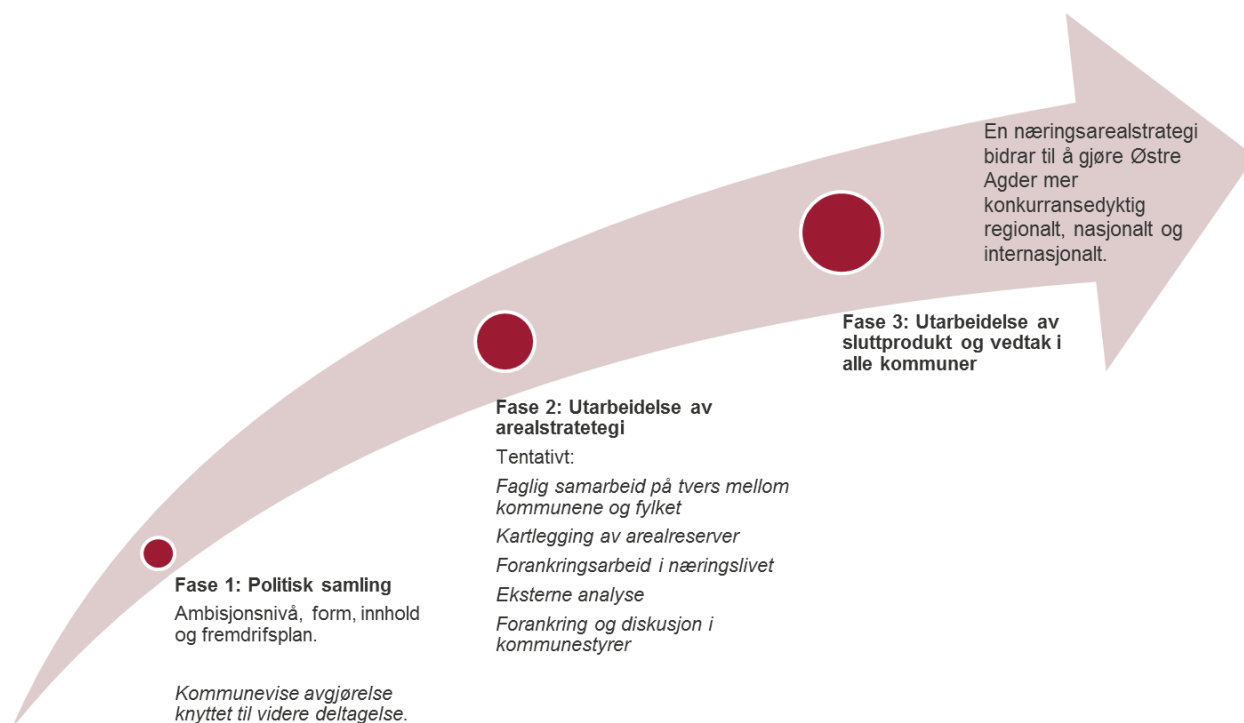 En næringsarealstrategi
bidrar til å gjøre Østre
Agder mer
konkurransedyktig
regionalt, nasjonalt og
internasjonalt.
Fase 3: Utarbeidelse av
sluttprodukt og vedtak i
alle kommuner
Fase 2: Utarbeidelse av
arealstratetegi
Tentativt:
Faglig samarbeid på tvers mellom
kommunene og fylket
Kartlegging av arealreserver
Forankringsarbeid i næringslivet
Eksterne analyse
Forankring og diskusjon i
kommunestyrer
Fase 1: Politisk samling
Ambisjonsnivå, form, innhold
og fremdrifsplan.
Kommunevise avgjørelse
knyttet til videre deltagelse.